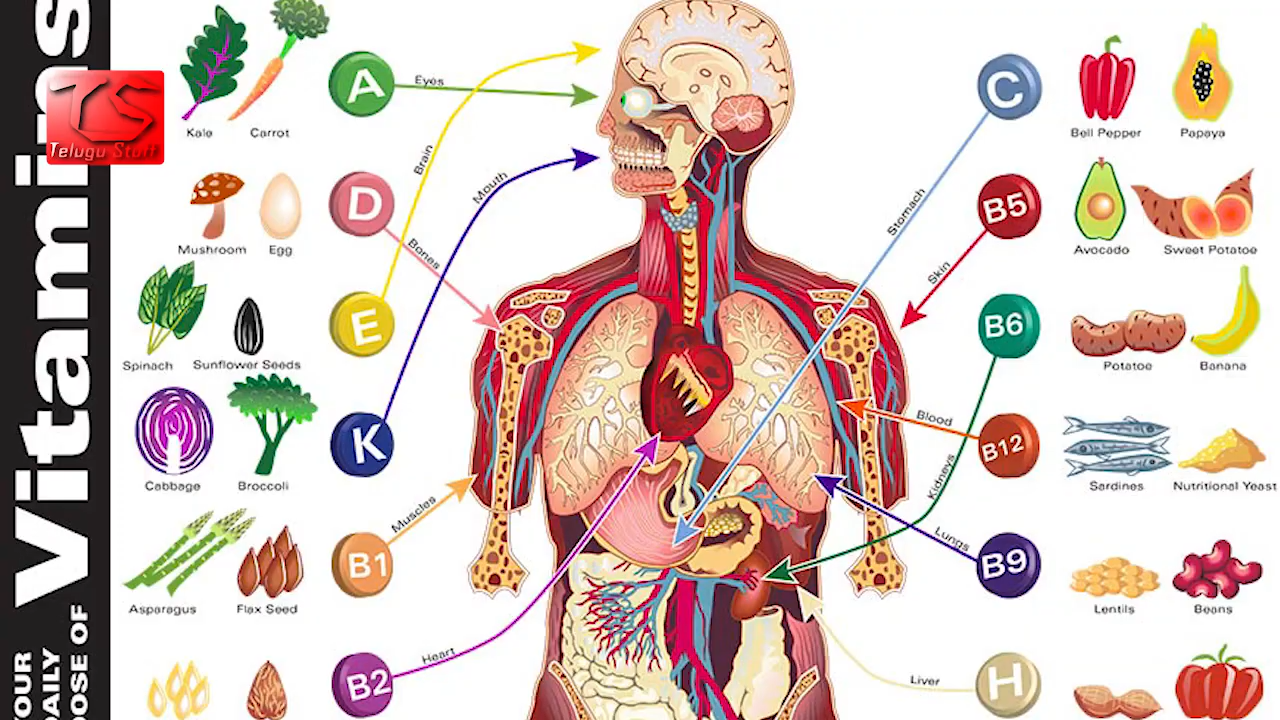 YOUR
DAILY
DOSE OF
Vitamins
TS
Telugu Stuff
Kale
Carrot
A
Eyes
Mushroom
Egg
D
Bones
Brain
Mouth
Spinach
Sunflower Seeds
E
Cabbage
Broccoli
K
Muscles
Asparagus
Flax Seed
B1
B2
Heart
C
Stomach
Bell Pepper
Papaya
B5
Skin
Avocado
Sweet Potatoe
B6
Kidneys
Potatoe
Banana
B12
Blood
Sardines
Nutritional Yeast
B9
Lungs
Lentils
Beans
H
Liver